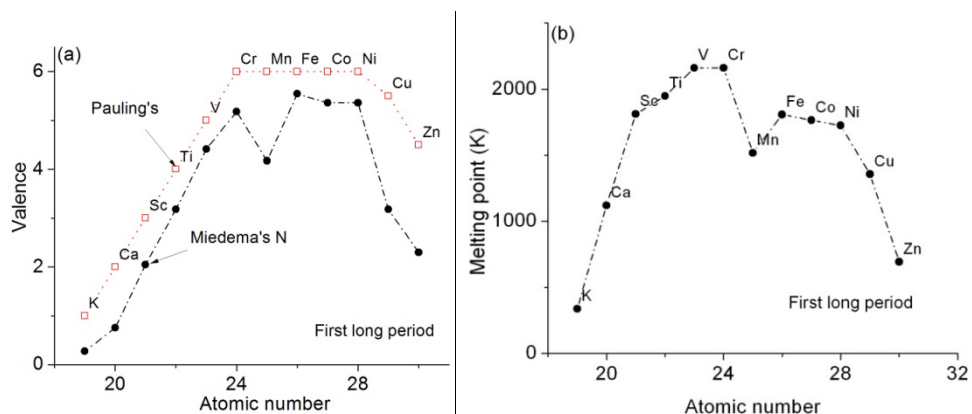 (a)
Cr Mn Fe Co Ni
Cu
Pauling's
V
Zn
Ti
Sc
Miedema's N
Ca
K
First long period
6
4
2
0
Valence
20 24 28
Atomic number
(b)
V Cr
Ti
Sc
Fe Co Ni
Mn
Cu
Ca
Zn
K
First long period
2000
1000
0
Melting point (K)
20 24 28 32
Atomic number